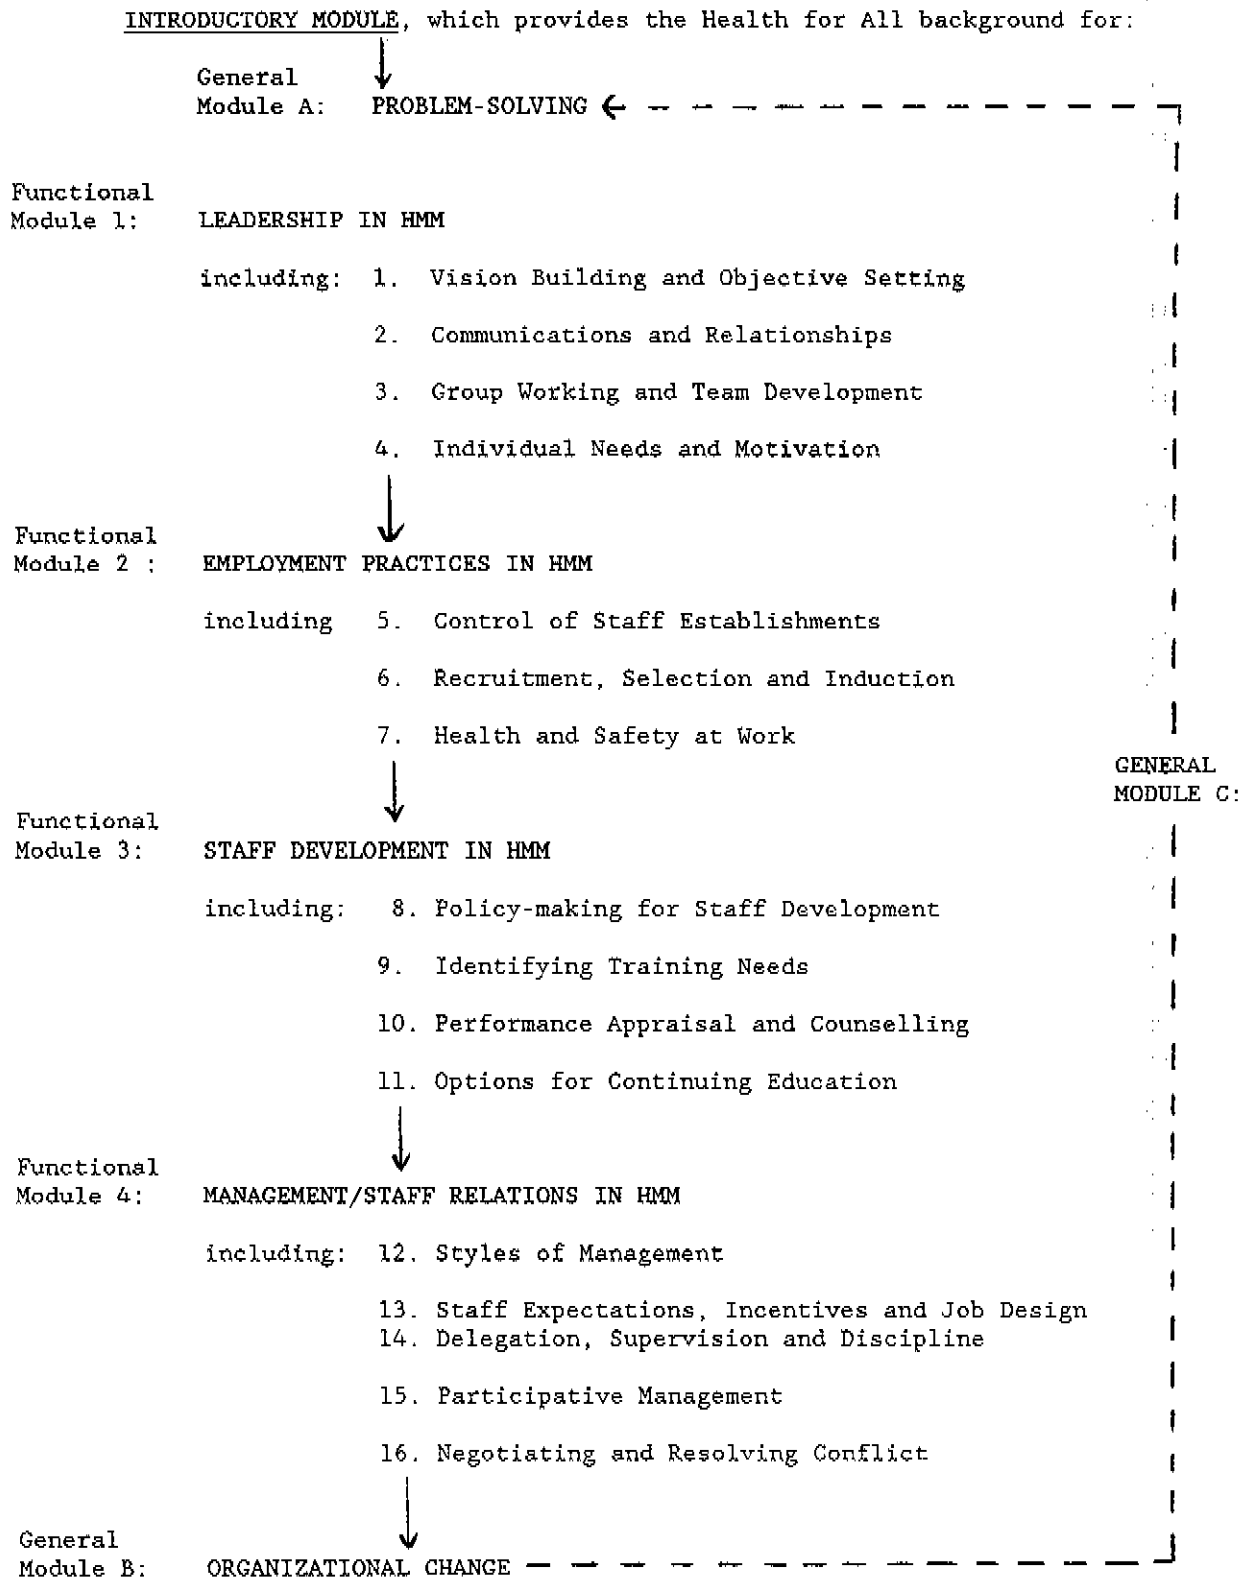 INTRODUCTORY MODULE, which provides the Health for All background for:
General
Module A: PROBLEM-SOLVING
Functional
Module 1: LEADERSHIP IN HMM
including: 1. Vision Building and Objective Setting
2. Communications and Relationships
3. Group Working and Team Development
4. Individual Needs and Motivation
Functional
Module 2 : EMPLOYMENT PRACTICES IN HMM
including 5. Control of Staff Establishments
6. Recruitment, Selection and Induction
7. Health and Safety at Work
GENERAL
MODULE C:
Functional
Module 3: STAFF DEVELOPMENT IN HMM
including: 8. Policy-making for Staff Development
9. Identifying Training Needs
10. Performance Appraisal and Counselling
11. Options for Continuing Education
Functional
Module 4: MANAGEMENT/STAFF RELATIONS IN HMM
including: 12. Styles of Management
13. Staff Expectations, Incentives and Job Design
14. Delegation, Supervision and Discipline
15. Participative Management
16. Negotiating and Resolving Conflict
General
Module B: ORGANIZATIONAL CHANGE